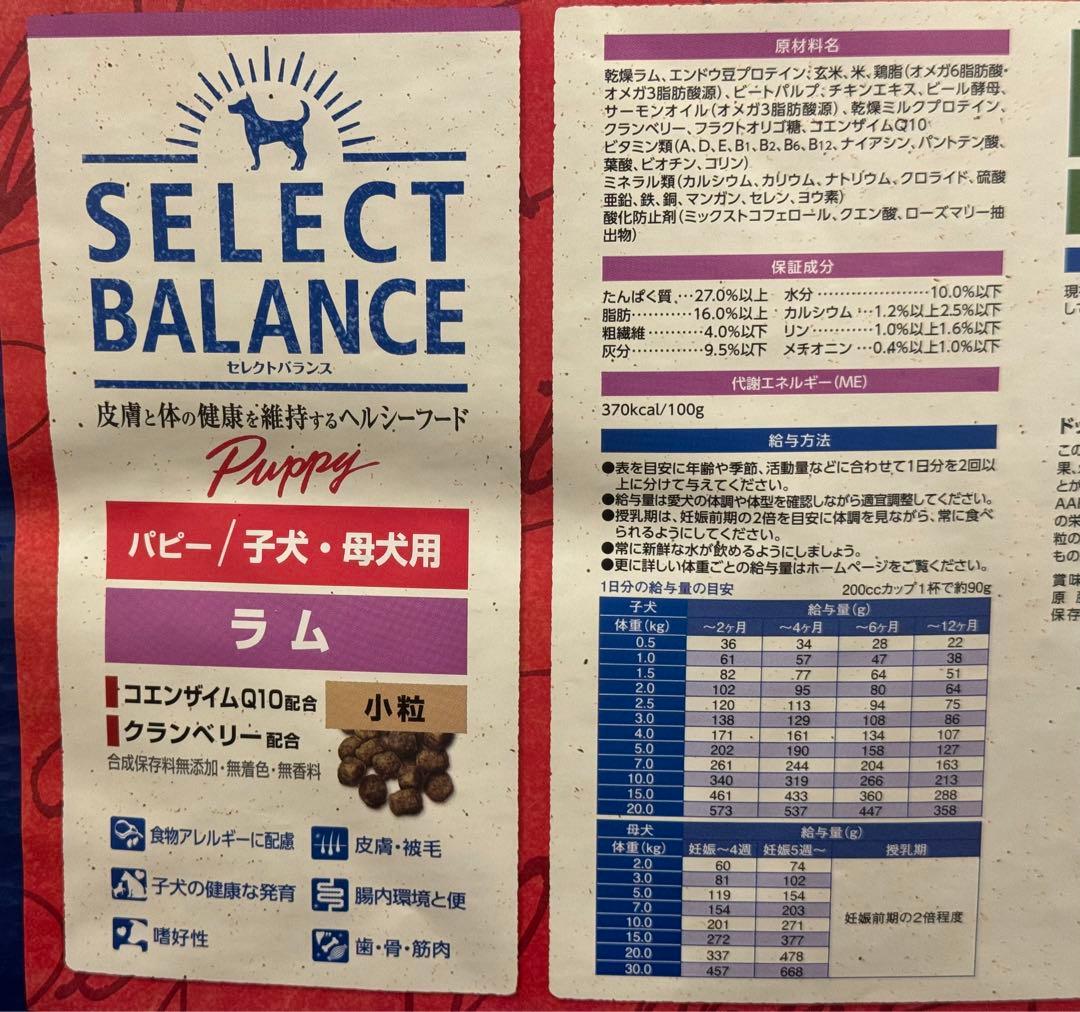 SELECT
BALANCE
セレクトバランス
皮膚と体の健康を維持するヘルシーフード
Puppy
パピー/子犬・母犬用
ラム
コエンザイムQ10配合
クランベリー配合
小粒
合成保存料無添加・無着色・無香料
食物アレルギーに配慮
皮膚・被毛
子犬の健康な発育
腸内環境と便
嗜好性
歯・骨・筋肉
原材料名
乾燥ラム、エンドウ豆プロテイン、玄米、米、鶏脂(オメガ6脂肪酸・
オメガ3脂肪酸源)、ビートパルプ、チキンエキス、ビール酵母、
サーモンオイル(オメガ3脂肪酸源)、乾燥ミルクプロテイン、
クランベリー、フラクトオリゴ糖、コエンザイムQ10
ビタミン類(A、D、E、B1、B2、B6、B12、ナイアシン、パントテン酸、
葉酸、ビオチン、コリン)
ミネラル類(カルシウム、カリウム、ナトリウム、クロライド、硫酸
亜鉛、鉄、銅、マンガン、セレン、ヨウ素)
酸化防止剤(ミックストコフェロール、クエン酸、ローズマリー抽
出物)
保証成分
たんぱく質…27.0%以上 水分……………10.0%以下
脂肪…………16.0%以上 カルシウム…1.2%以上2.5%以下
粗繊維………4.0%以下 リン…………1.0%以上1.6%以下
灰分…………9.5%以下 メチオニン…0.4%以上1.0%以下
代謝エネルギー(ME)
370kcal/100g
給与方法
●表を目安に年齢や季節、活動量などに合わせて1日分を2回以
上に分けて与えてください。
●給与量は愛犬の体調や体型を確認しながら適宜調整してください。
●授乳期は、妊娠前期の2倍を目安に体調を見ながら、常に食べ
られるようにしてください。
●常に新鮮な水が飲めるようにしましょう。
●更に詳しい体重ごとの給与量はホームページをご覧ください。
1日分の給与量の目安 200ccカップ1杯で約90g
子犬 給与量(g)
体重(kg) ～2ヶ月 ～4ヶ月 ～6ヶ月 ～12ヶ月
0.5 36 34 28 22
1.0 61 57 47 38
1.5 82 77 64 51
2.0 102 95 80 64
2.5 120 113 94 75
3.0 138 129 108 86
4.0 171 161 134 107
5.0 202 190 158 127
7.0 261 244 204 163
10.0 340 319 266 213
15.0 461 433 360 288
20.0 573 537 447 358
母犬 給与量(g)
体重(kg) 妊娠～4週 妊娠5週～ 授乳期
2.0 60 74
3.0 81 102
5.0 119 154
7.0 154 203
10.0 201 271
15.0 272 377
20.0 337 478
30.0 457 668
妊娠前期の2倍程度
現
し
ド
この
果、
とが
AA
の栄
粒の
もの
賞味
原産
保存